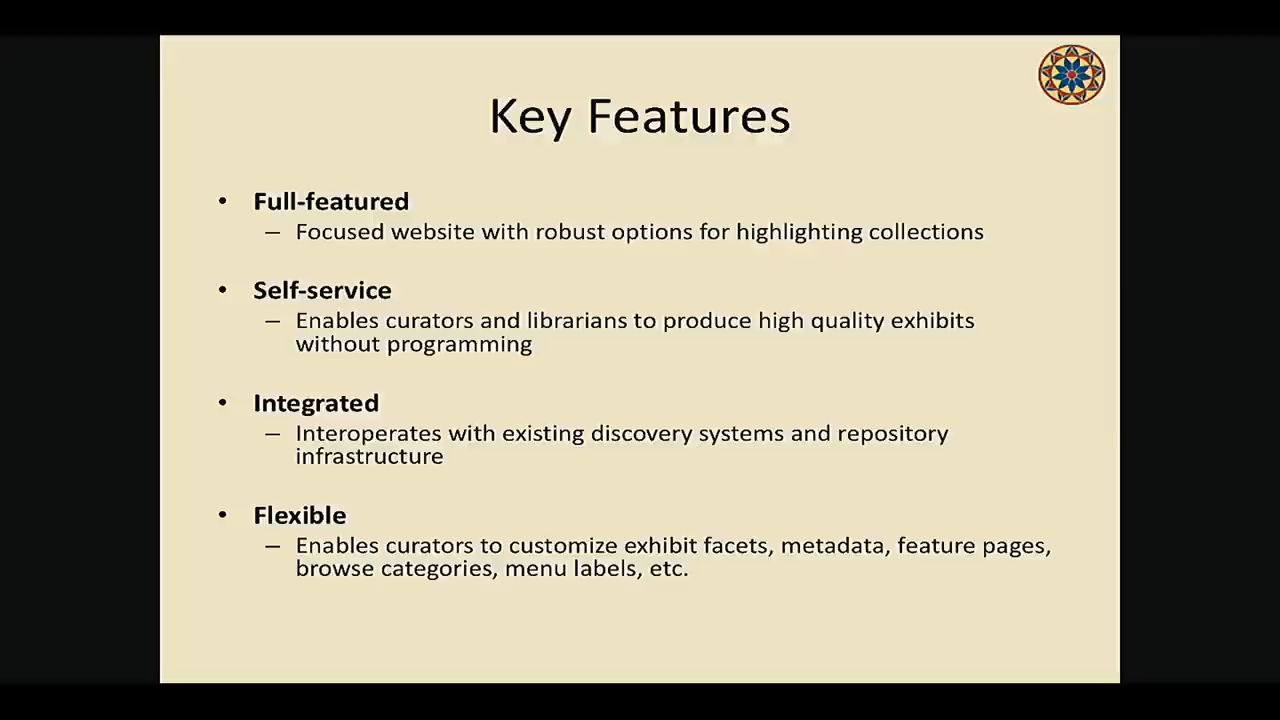 Key Features
• Full-featured
– Focused website with robust options for highlighting collections
• Self-service
– Enables curators and librarians to produce high quality exhibits
without programming
• Integrated
– Interoperates with existing discovery systems and repository
infrastructure
• Flexible
– Enables curators to customize exhibit facets, metadata, feature pages,
browse categories, menu labels, etc.